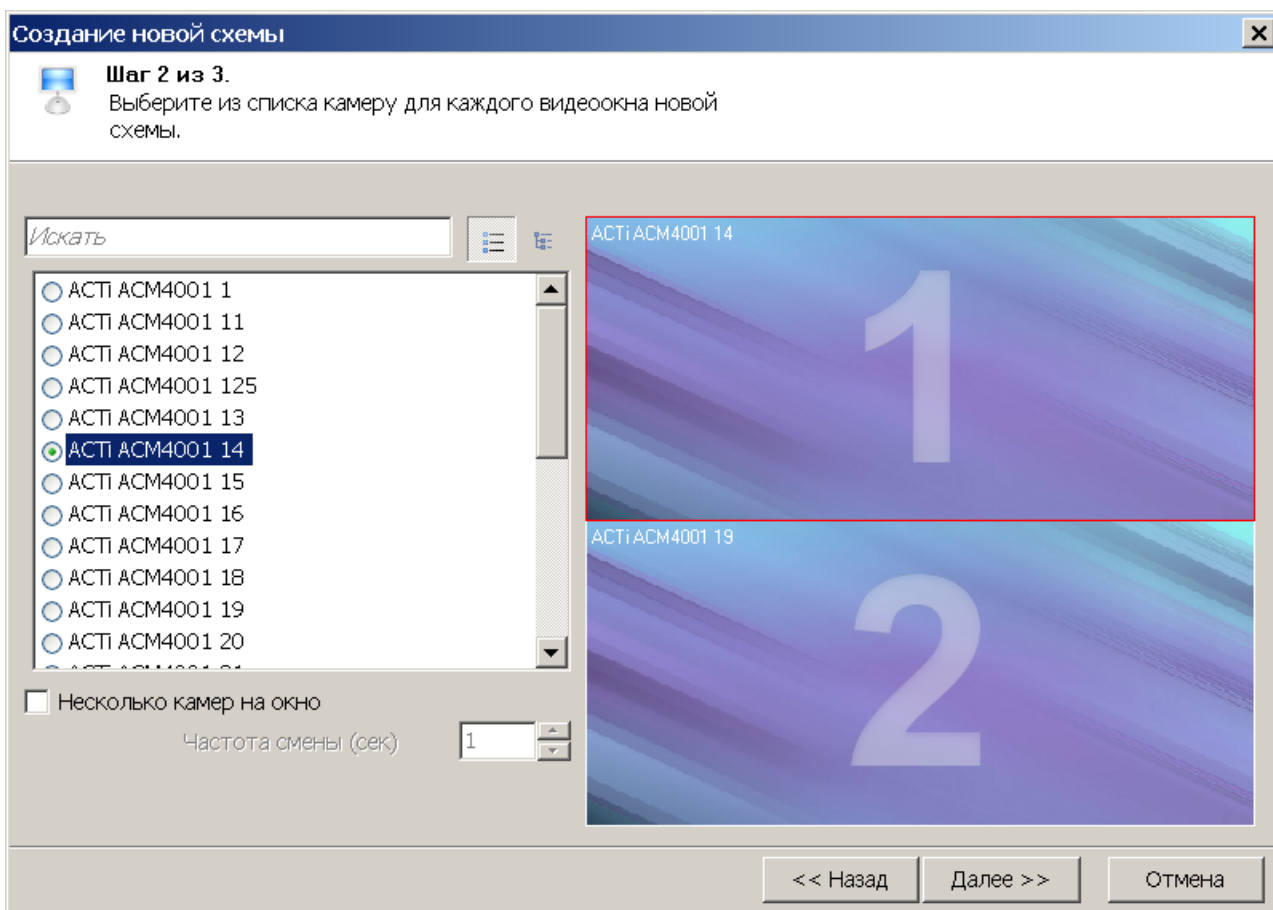 Создание новой схемы
Шаг 2 из 3.
Выберите из списка камеру для каждого видеоокна новой
схемы.
Искать
ACTi ACM4001 1
ACTi ACM4001 11
ACTi ACM4001 12
ACTi ACM4001 125
ACTi ACM4001 13
ACTi ACM4001 14
ACTi ACM4001 15
ACTi ACM4001 16
ACTi ACM4001 17
ACTi ACM4001 18
ACTi ACM4001 19
ACTi ACM4001 20
Несколько камер на окно
Частота смены (сек)
1
ACTi ACM4001 14
1
ACTi ACM4001 19
2
<< Назад
Далее >>
Отмена